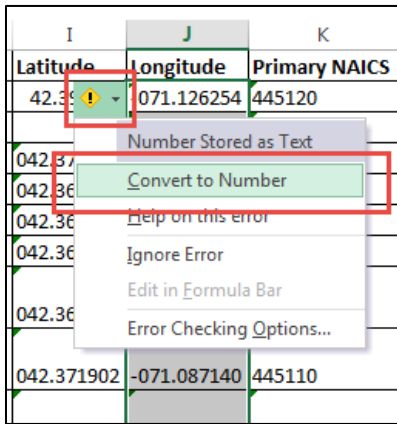 I J K
Latitude Longitude Primary NAICS
42.39 -071.126254 445120
Number Stored as Text
042.37
Convert to Number
042.36
Help on this error
042.36
Ignore Error
042.36
Edit in Formula Bar
042.36
Error Checking Options...
042.371902 -071.087140 445110